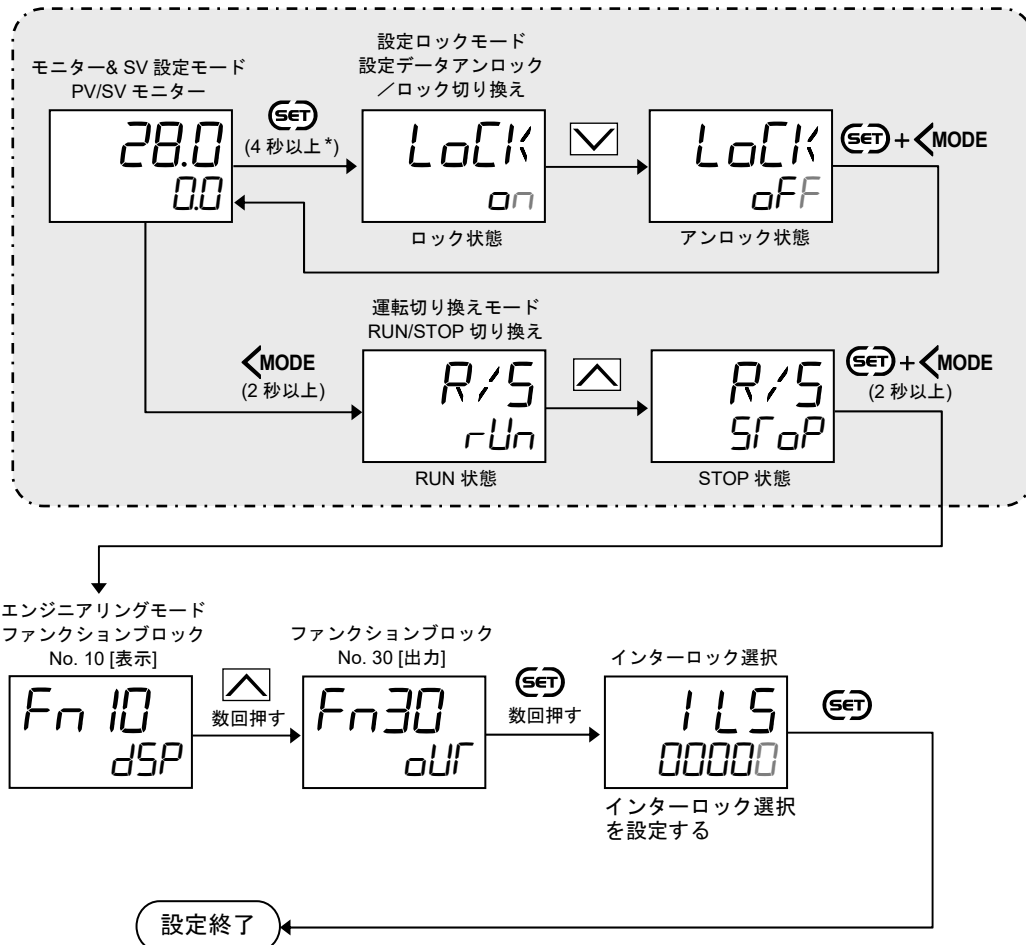 モニター& SV 設定モード
PV/SV モニター
28.0
0.0
SET
(4 秒以上*)
設定ロックモード
設定データアンロック
／ロック切り換え
LoCK
on
ロック状態
LoCK
oFF
アンロック状態
SET + <MODE
<MODE
(2 秒以上)
運転切り換えモード
RUN/STOP 切り換え
R/S
rUn
RUN 状態
R/S
SToP
STOP 状態
SET + <MODE
(2 秒以上)
エンジニアリングモード
ファンクションブロック
No. 10 [表示]
Fn 10
dSP
数回押す
ファンクションブロック
No. 30 [出力]
Fn30
oUT
SET
数回押す
インターロック選択
ILS
00000
インターロック選択
を設定する
SET
設定終了